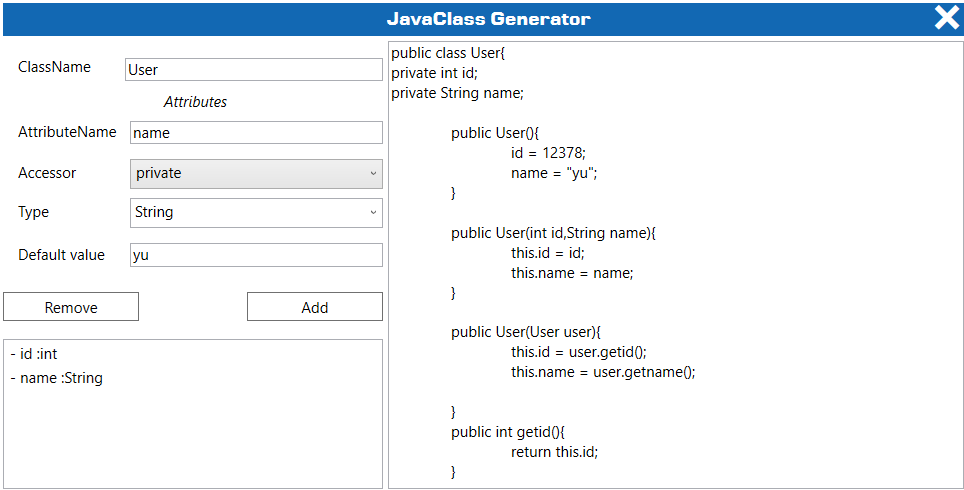 JavaClass Generator
ClassName
User
Attributes
AttributeName
name
Accessor
private
Type
String
Default value
yu
Remove
Add
- id :int
- name :String
public class User{
private int id;
private String name;
public User(){
id = 12378;
name = "yu";
}
public User(int id,String name){
this.id = id;
this.name = name;
}
public User(User user){
this.id = user.getid();
this.name = user.getname();
}
public int getid(){
return this.id;
}